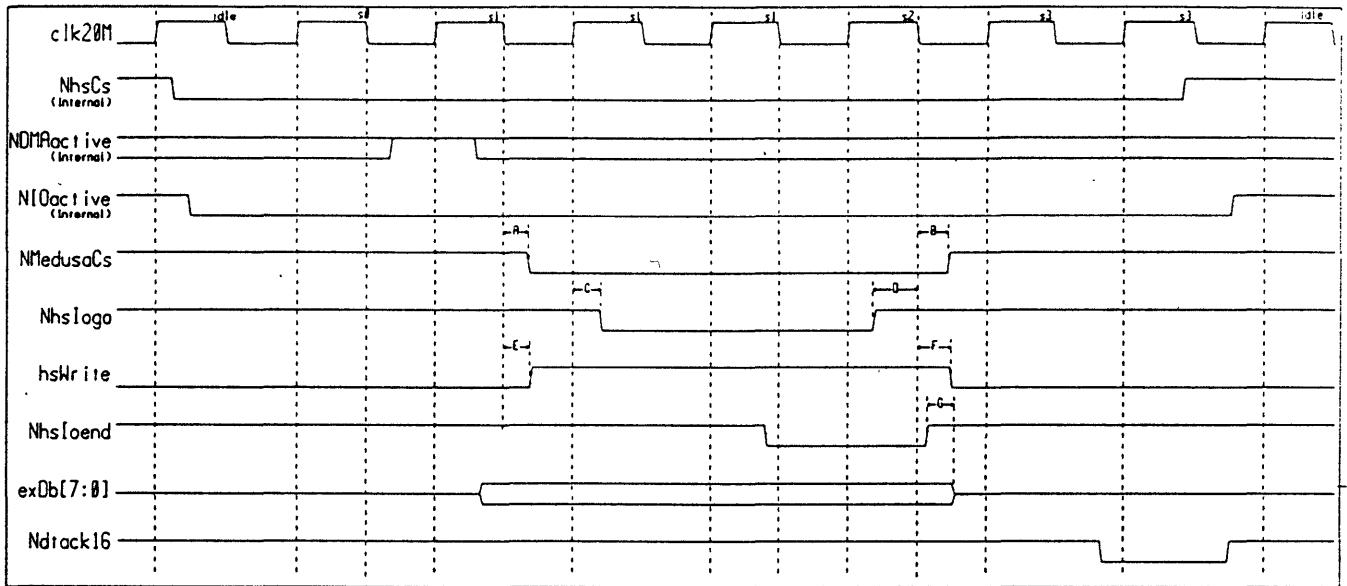 idle s0 s1 s1 s1 s2 s3 s3 idle
clk20M
NhsCs
(Internal)
NDMAactive
(Internal)
NIOactive
(Internal)
A B
NMedusaCs
C D
NhsIogo
E F
hsWrite
G
NhsIoend
exDb[7:0]
Ndtack16